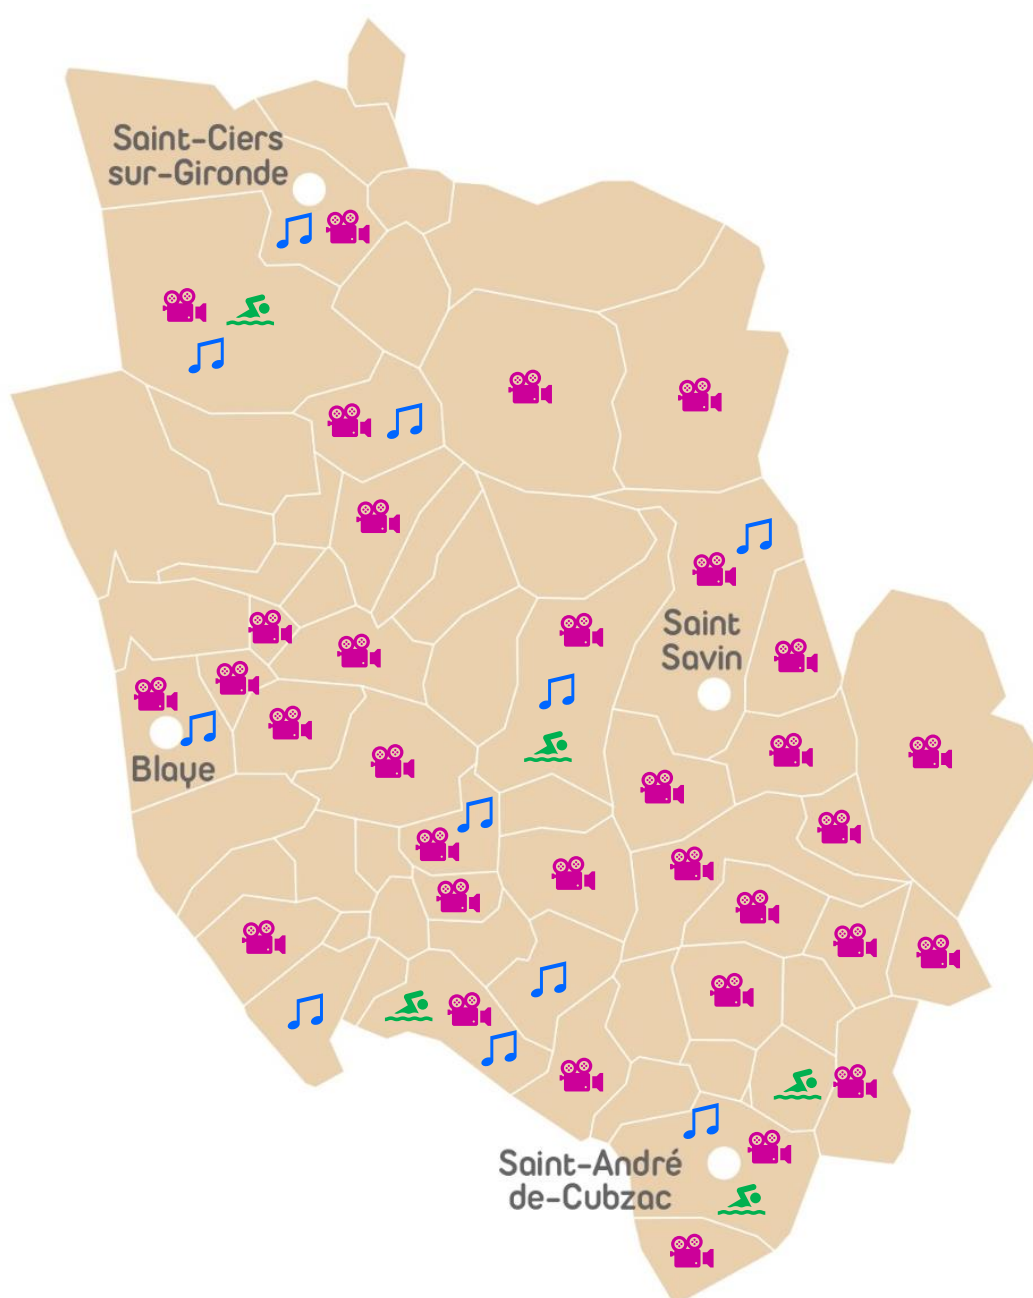 Saint-Ciers
sur-Gironde
Saint
Savin
Blaye
Saint-André
de-Cubzac